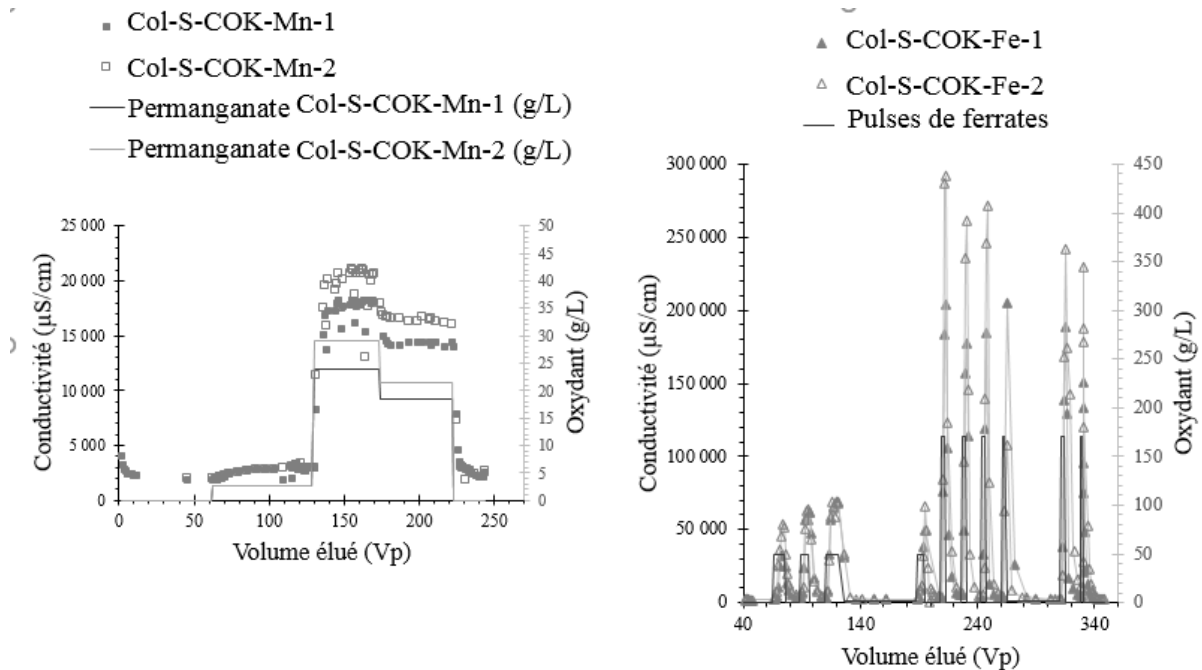 Col-S-COK-Mn-1
Col-S-COK-Mn-2
Permanganate Col-S-COK-Mn-1 (g/L)
Permanganate Col-S-COK-Mn-2 (g/L)
25 000
20 000
15 000
10 000
5 000
0
Conductivité (µS/cm)
50
45
40
35
30
25
20
15
10
5
0
Oxydant (g/L)
0 50 100 150 200 250
Volume élué (Vp)
Col-S-COK-Fe-1
Col-S-COK-Fe-2
Pulses de ferrates
300 000
250 000
200 000
150 000
100 000
50 000
0
Conductivité (µS/cm)
450
400
350
300
250
200
150
100
50
0
Oxydant (g/L)
40 140 240 340
Volume élué (Vp)